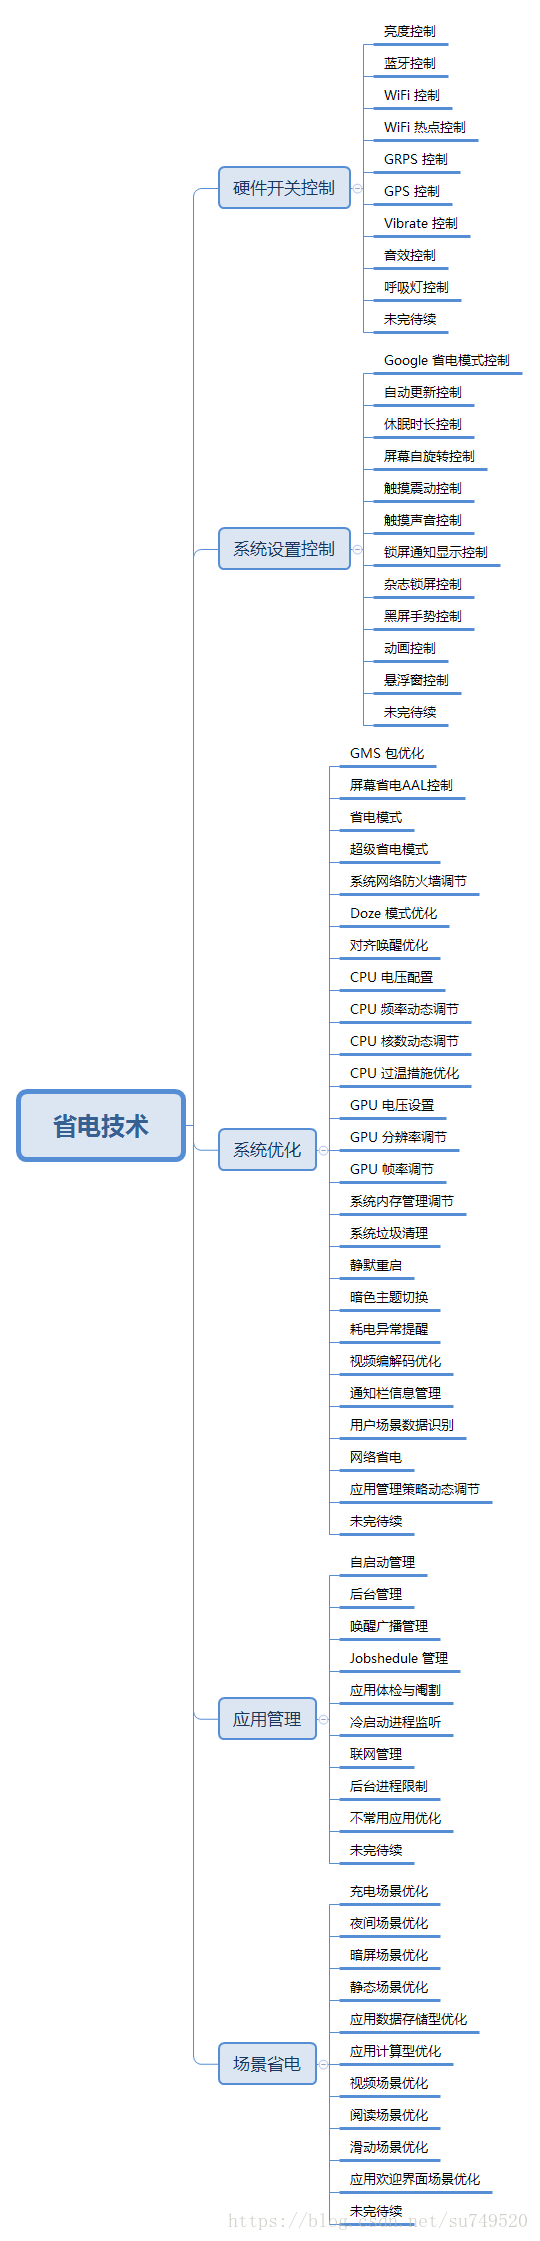 亮度控制
蓝牙控制
WiFi 控制
WiFi 热点控制
GRPS 控制
硬件开关控制
GPS 控制
Vibrate 控制
音效控制
呼吸灯控制
未完待续
Google 省电模式控制
自动更新控制
休眠时长控制
屏幕自旋转控制
触摸震动控制
触摸声音控制
系统设置控制
锁屏通知显示控制
杂志锁屏控制
黑屏手势控制
动画控制
悬浮窗控制
未完待续
GMS 包优化
屏幕省电AAL控制
省电模式
超级省电模式
系统网络防火墙调节
Doze 模式优化
对齐唤醒优化
CPU 电压配置
CPU 频率动态调节
CPU 核数动态调节
CPU 过温措施优化
GPU 电压设置
省电技术
GPU 分辨率调节
系统优化
GPU 帧率调节
系统内存管理调节
系统垃圾清理
静默重启
暗色主题切换
耗电异常提醒
视频编解码优化
通知栏信息管理
用户场景数据识别
网络省电
应用管理策略动态调节
未完待续
自启动管理
后台管理
唤醒广播管理
Jobshedule 管理
应用体检与阉割
应用管理
冷启动进程监听
联网管理
后台进程限制
不常用应用优化
未完待续
充电场景优化
夜间场景优化
暗屏场景优化
静态场景优化
应用数据存储型优化
应用计算型优化
场景省电
视频场景优化
阅读场景优化
滑动场景优化
应用欢迎界面场景优化
未完待续
https://blog.csdn.net/su749520